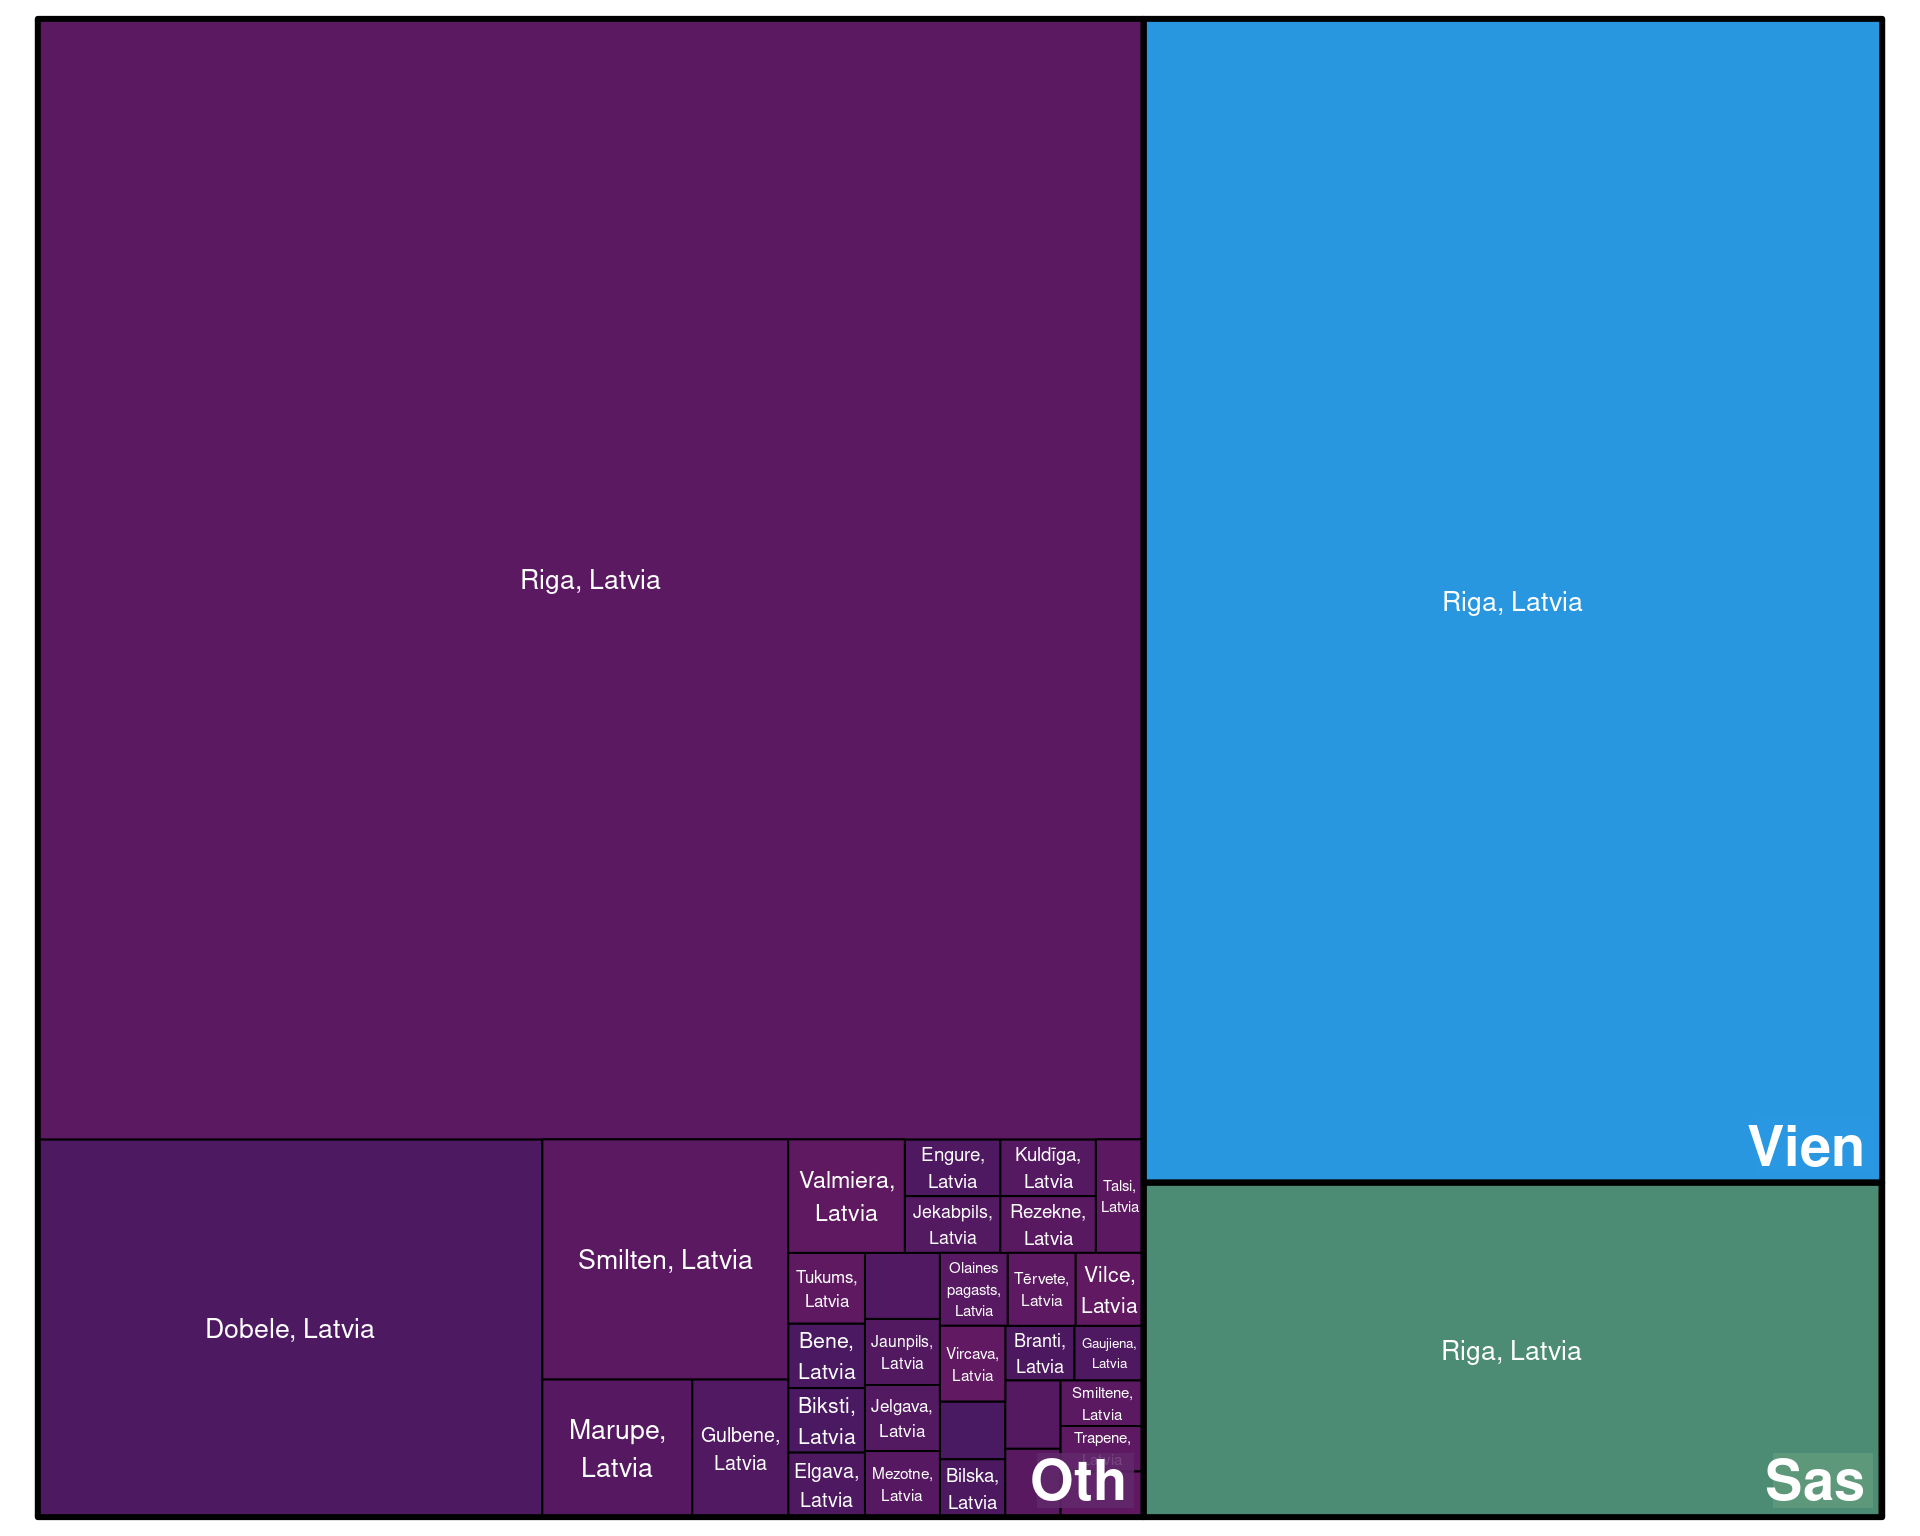 Riga, Latvia
Riga, Latvia
Vien
Dobele, Latvia
Smilten, Latvia
Marupe,
Latvia
Gulbene,
Latvia
Valmiera,
Latvia
Engure,
Latvia
Jekabpils,
Latvia
Kuldīga,
Latvia
Rezekne,
Latvia
Talsi,
Latvia
Tukums,
Latvia
Bene,
Latvia
Biksti,
Latvia
Elgava,
Latvia
Jaunpils,
Latvia
Jelgava,
Latvia
Mezotne,
Latvia
Olaines
pagasts,
Latvia
Tērvete,
Latvia
Vilce,
Latvia
Vircava,
Latvia
Branti,
Latvia
Gaujiena,
Latvia
Bilska,
Latvia
Smiltene,
Latvia
Trapene,
Latvia
Oth
Riga, Latvia
Sas